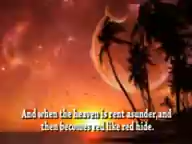 And when the heaven is rent asunder, and
then becomes red like red hide.